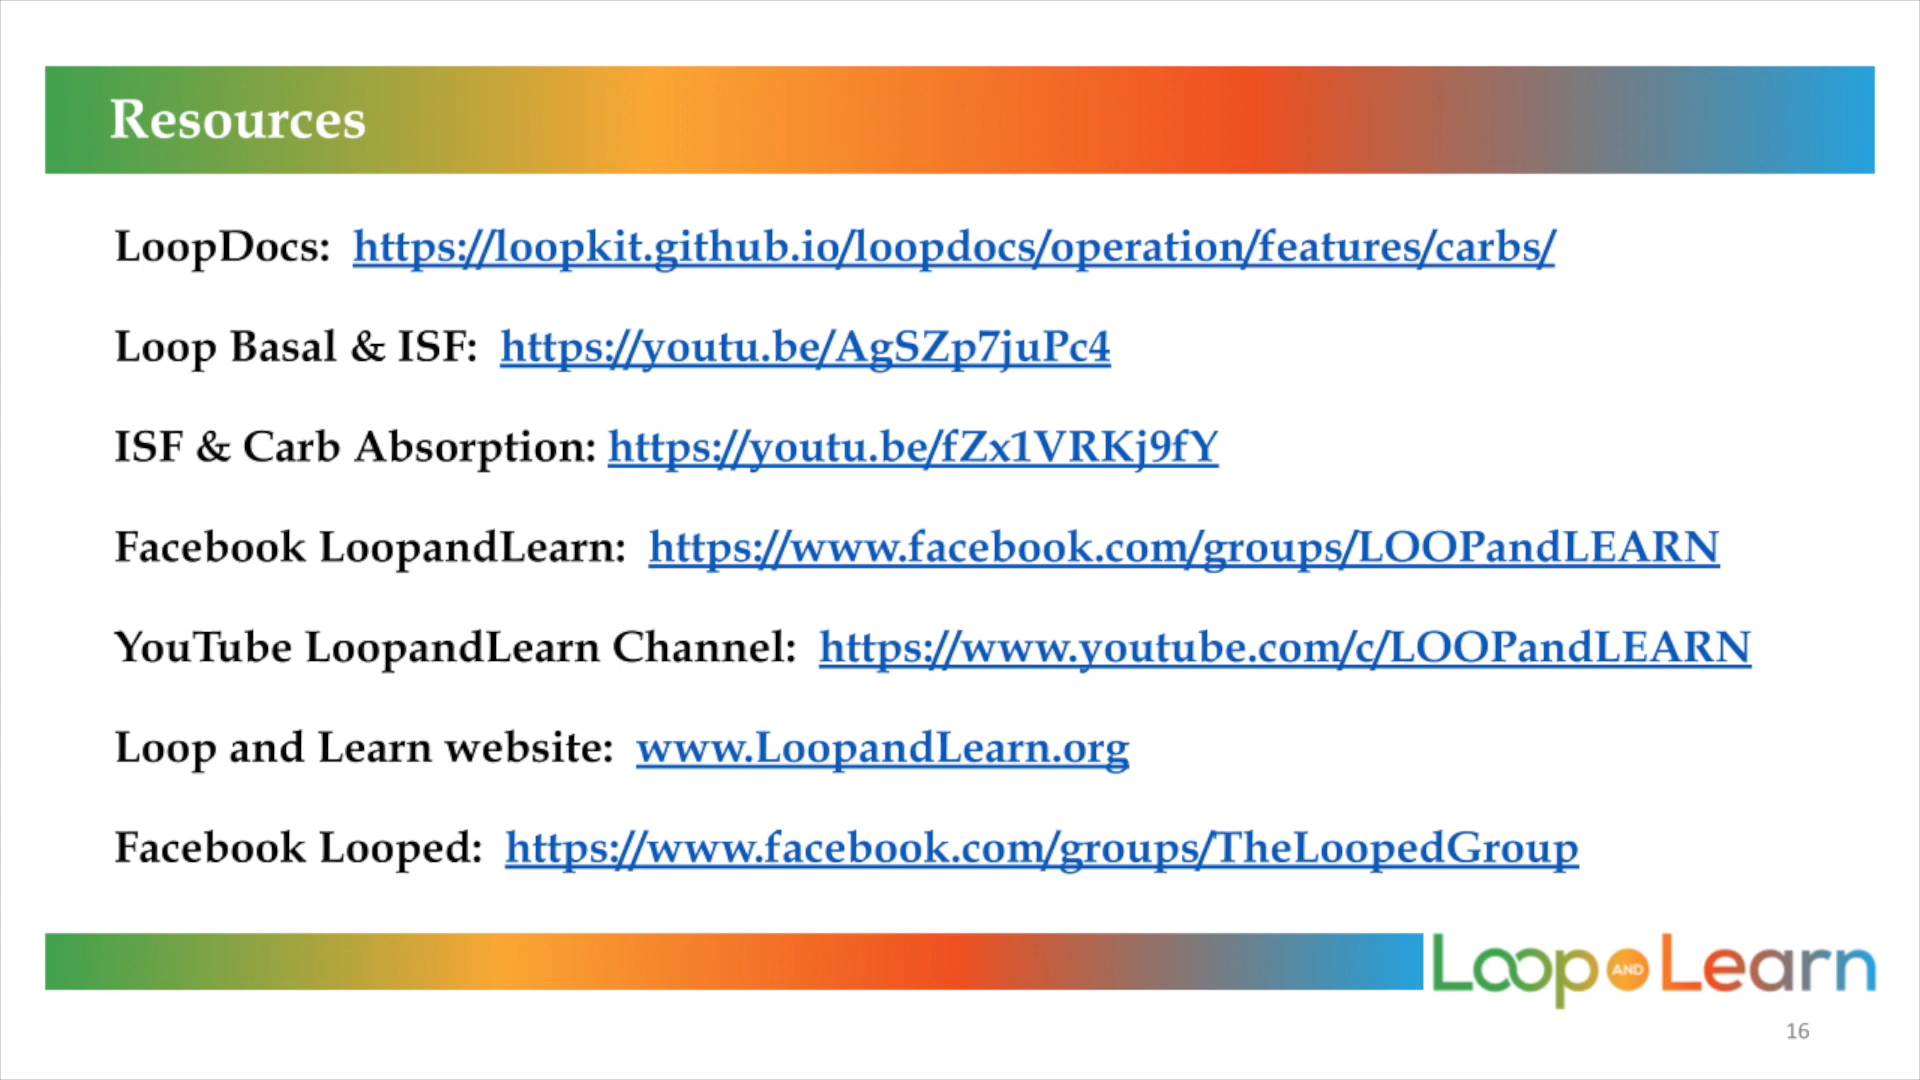 Resources
LoopDocs: https://loopkit.github.io/loopdocs/operation/features/carbs/
Loop Basal & ISF: https://youtu.be/AgSZp7juPc4
ISF & Carb Absorption: https://youtu.be/fZx1VRKj9fY
Facebook LoopandLearn: https://www.facebook.com/groups/LOOPandLEARN
YouTube LoopandLearn Channel: https://www.youtube.com/c/LOOPandLEARN
Loop and Learn website: www.LoopandLearn.org
Facebook Looped: https://www.facebook.com/groups/TheLoopedGroup
Loop AND Learn
16